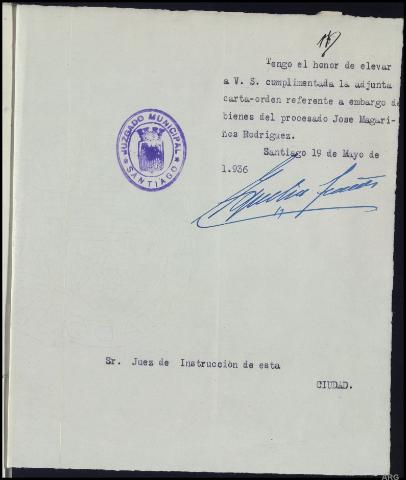 Tengo el honor de elevar
a V. S. cumplimentada la adjunta
carta-orden referente a embargo de
bienes del procesado Jose Magari-
ños Rodriguez.
Santiago 19 de Mayo de
1.936
JUZGADO MUNICIPAL
SANTIAGO
Sr. Juez de Instrucción de esta
CIUDAD.
ARG